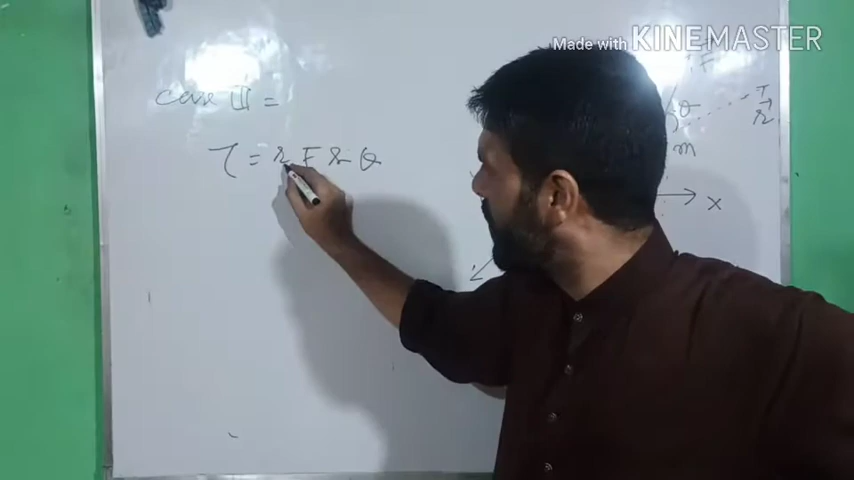 Made with KINEMASTER
F
Case III =
τ = r F sin θ
θ
r
m
X